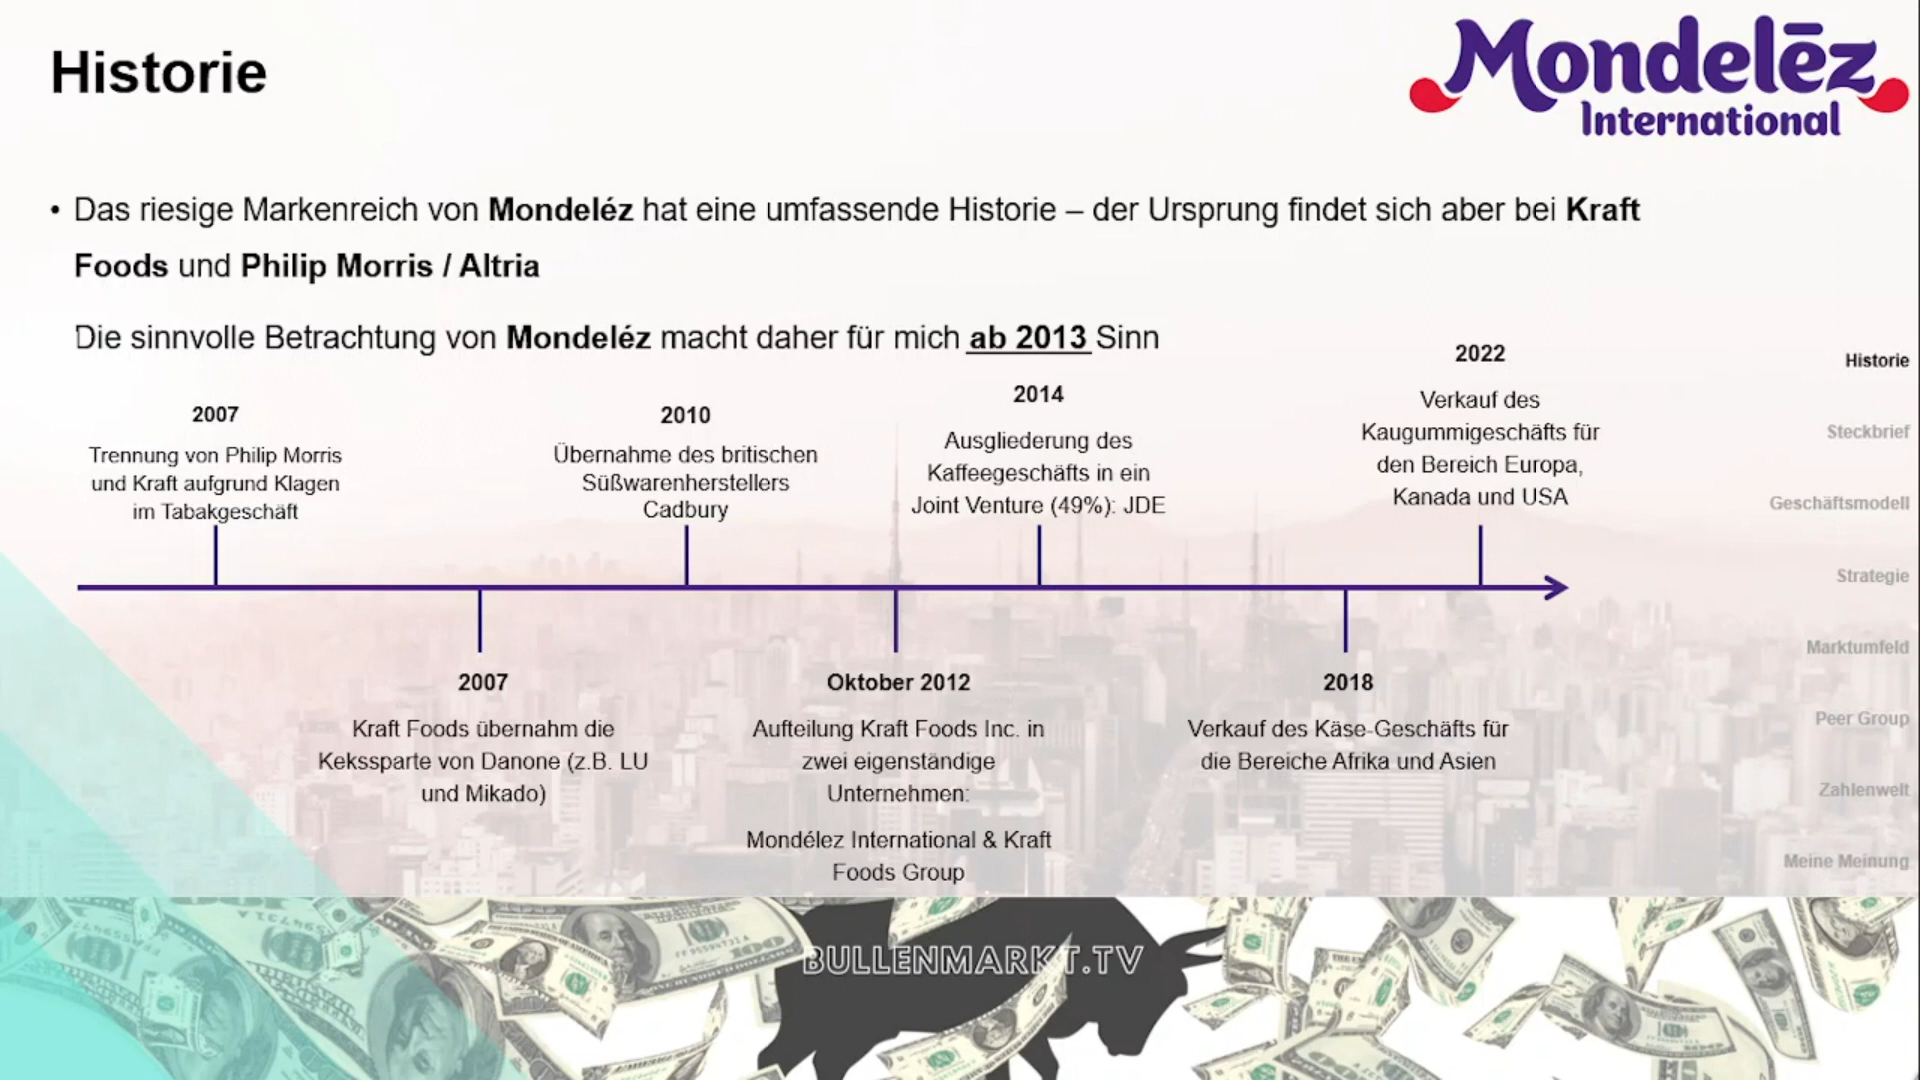 Historie
Mondelēz
International
• Das riesige Markenreich von Mondeléz hat eine umfassende Historie – der Ursprung findet sich aber bei Kraft
Foods und Philip Morris / Altria
Die sinnvolle Betrachtung von Mondeléz macht daher für mich ab 2013 Sinn
2007
Trennung von Philip Morris
und Kraft aufgrund Klagen
im Tabakgeschäft
2010
Übernahme des britischen
Süßwarenherstellers
Cadbury
2014
Ausgliederung des
Kaffeegeschäfts in ein
Joint Venture (49%): JDE
2022
Verkauf des
Kaugummigeschäfts für
den Bereich Europa,
Kanada und USA
2007
Kraft Foods übernahm die
Kekssparte von Danone (z.B. LU
und Mikado)
Oktober 2012
Aufteilung Kraft Foods Inc. in
zwei eigenständige
Unternehmen:
Mondélez International & Kraft
Foods Group
2018
Verkauf des Käse-Geschäfts für
die Bereiche Afrika und Asien
Historie
Steckbrief
Geschäftsmodell
Strategie
Marktumfeld
Peer Group
Zahlenwelt
Meine Meinung
BULLENMARKT.TV